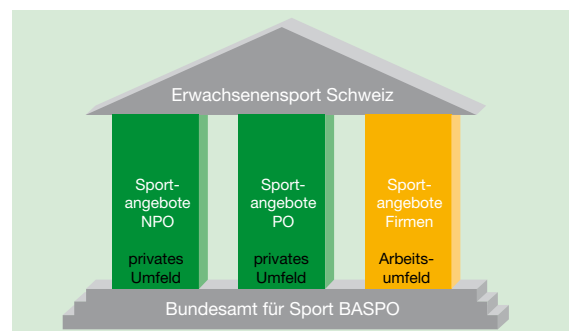 Erwachsenensport Schweiz
Sport-
angebote
NPO
privates
Umfeld
Sport-
angebote
PO
privates
Umfeld
Sport-
angebote
Firmen
Arbeits-
umfeld
Bundesamt für Sport BASPO